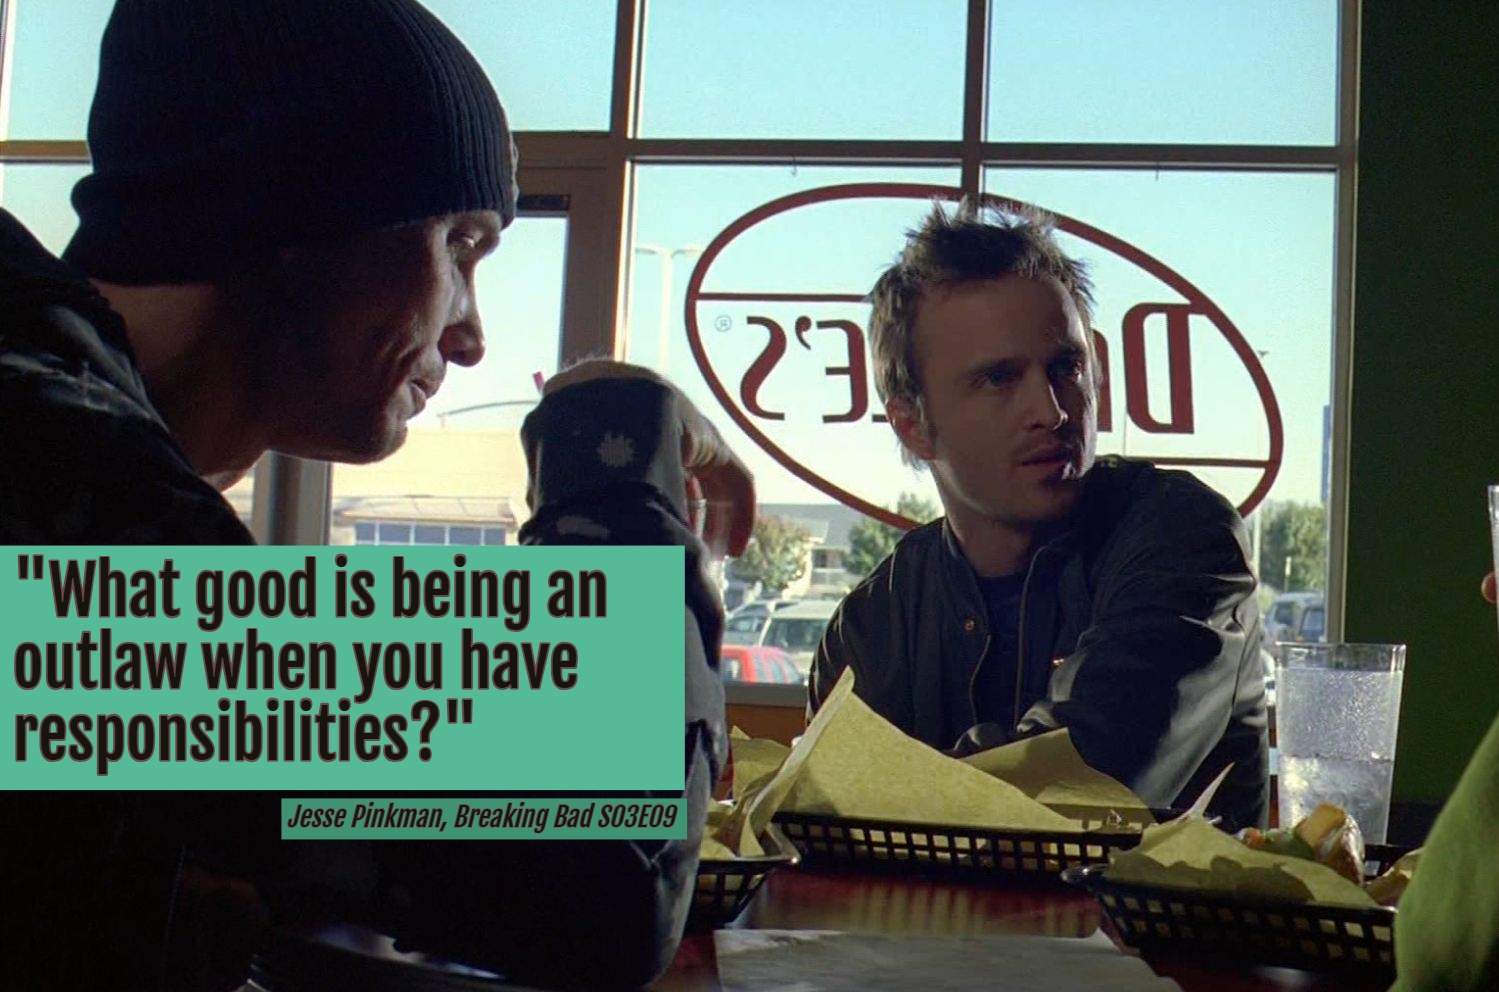 "What good is being an
outlaw when you have
responsibilities?"
Jesse Pinkman, Breaking Bad S03E09